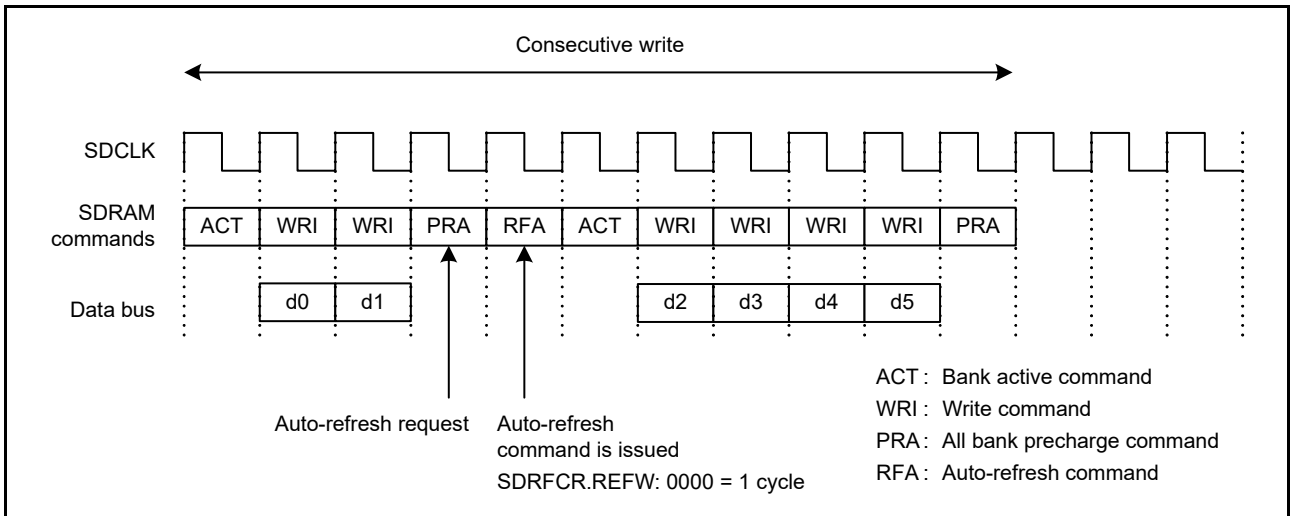 Consecutive write
SDCLK
SDRAM
commands
ACT WRI WRI PRA RFA ACT WRI WRI WRI WRI PRA
Data bus
d0 d1 d2 d3 d4 d5
Auto-refresh request
Auto-refresh
command is issued
SDRFCR.REFW: 0000 = 1 cycle
ACT : Bank active command
WRI : Write command
PRA : All bank precharge command
RFA : Auto-refresh command